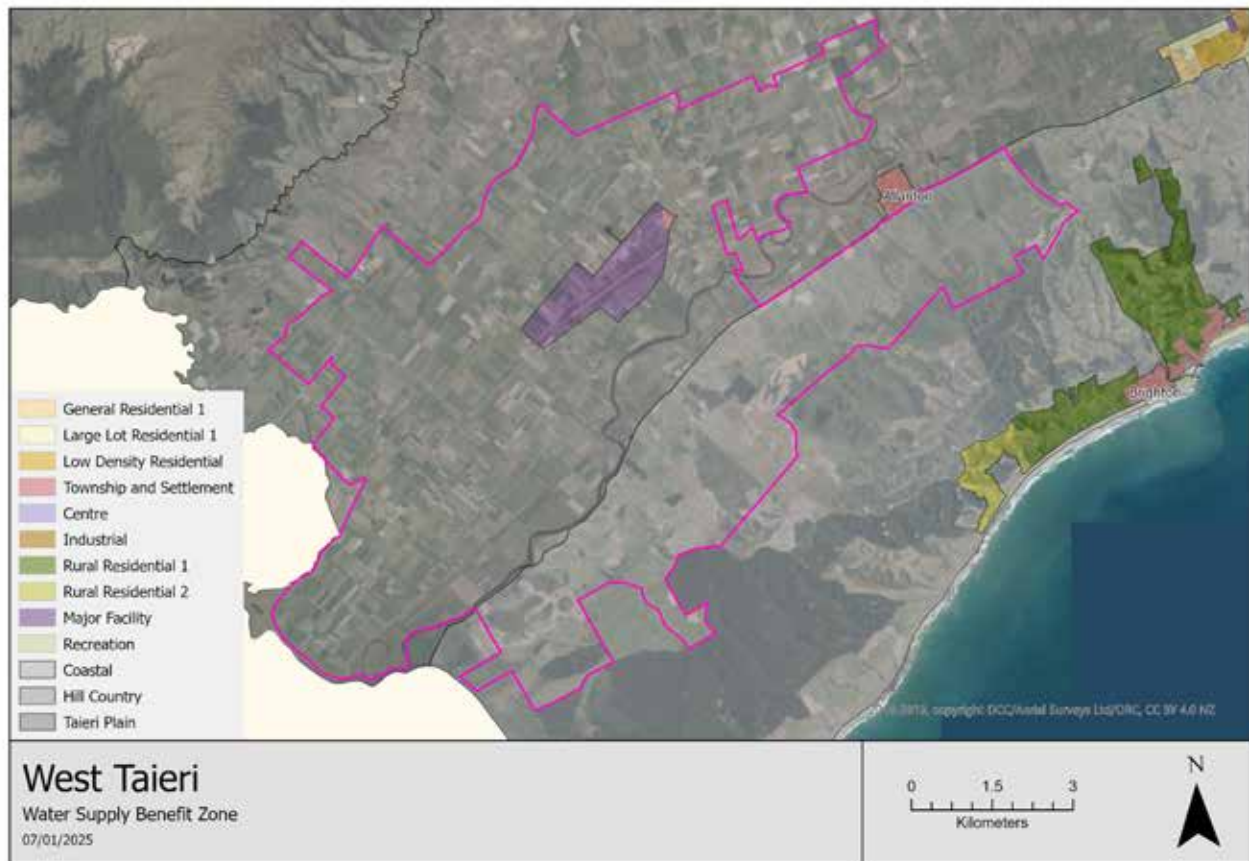 Allanton
Brighton
General Residential 1
Large Lot Residential 1
Low Density Residential
Township and Settlement
Centre
Industrial
Rural Residential 1
Rural Residential 2
Major Facility
Recreation
Coastal
Hill Country
Taieri Plain
2019, copyright DCC/Aerial Surveys Ltd/ORC, CC BY 4.0 NZ
West Taieri
Water Supply Benefit Zone
07/01/2025
0 1.5 3
Kilometers
N